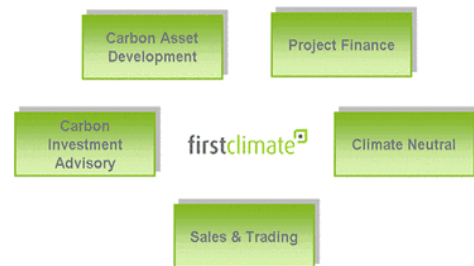 Carbon Asset
Development
Project Finance
Carbon
Investment
Advisory
firstclimate
Climate Neutral
Sales & Trading